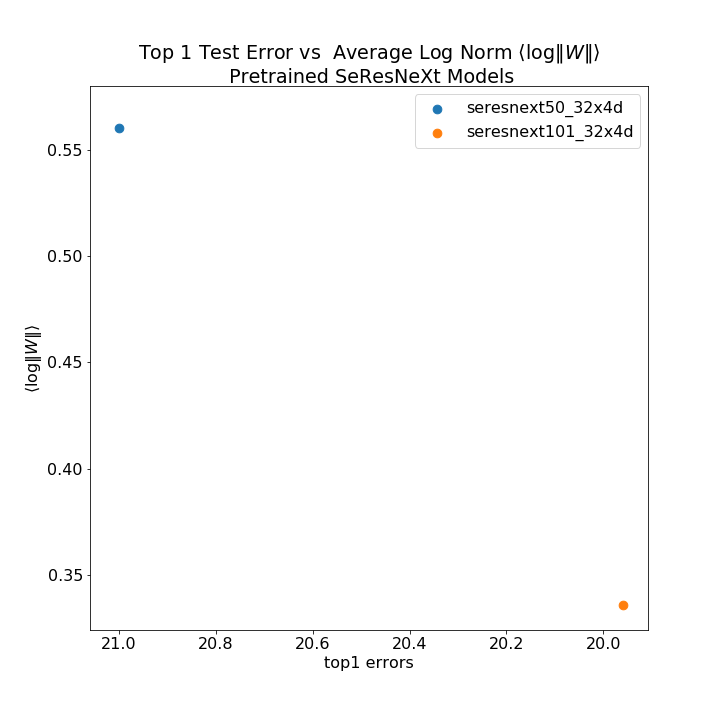 Top 1 Test Error vs  Average Log Norm ⟨log‖W‖⟩
Pretrained SeResNeXt Models
seresnext50_32x4d
seresnext101_32x4d
0.55
0.50
0.45
0.40
0.35
⟨log‖W‖⟩
21.0 20.8 20.6 20.4 20.2 20.0
top1 errors